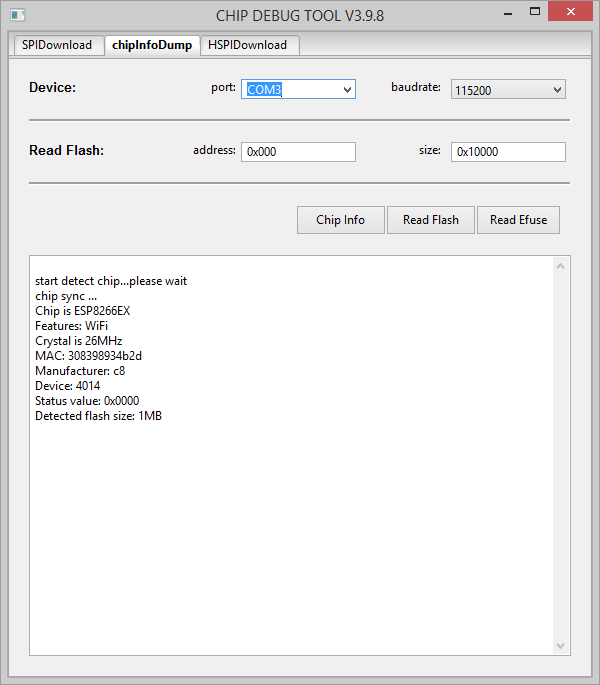 CHIP DEBUG TOOL V3.9.8
SPIDownload chipInfoDump HSPIDownload
Device: port: COM3 baudrate: 115200
Read Flash: address: 0x000 size: 0x10000
Chip Info Read Flash Read Efuse
start detect chip...please wait
chip sync ...
Chip is ESP8266EX
Features: WiFi
Crystal is 26MHz
MAC: 308398934b2d
Manufacturer: c8
Device: 4014
Status value: 0x0000
Detected flash size: 1MB